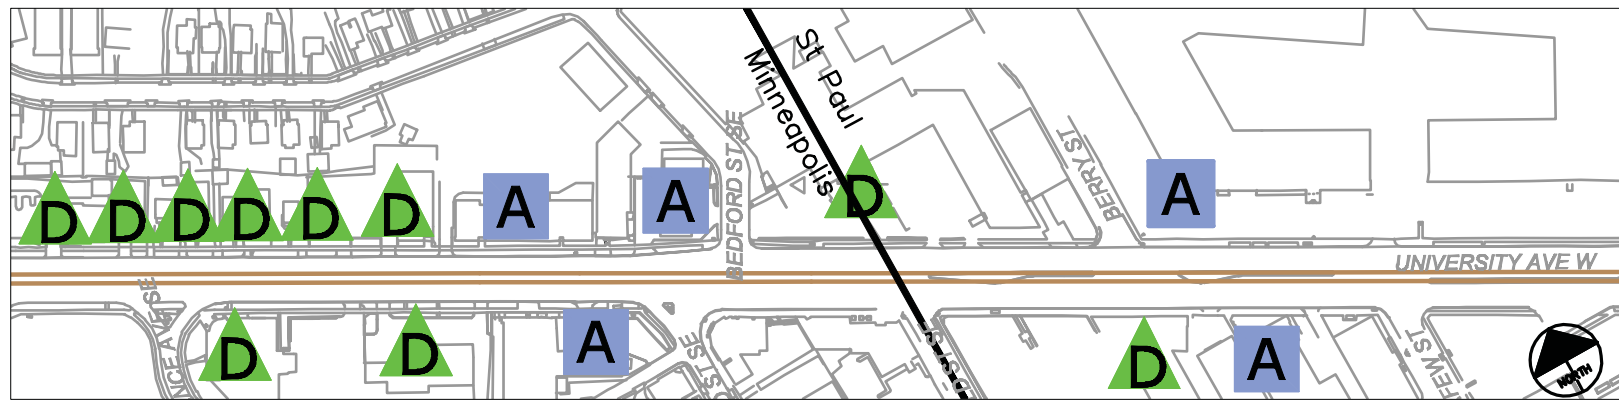 St Paul
Minneapolis
BEDFORD ST SE
BERRY ST
D D D D D D A A D A
UNIVERSITY AVE W
D D A D A
NORTH